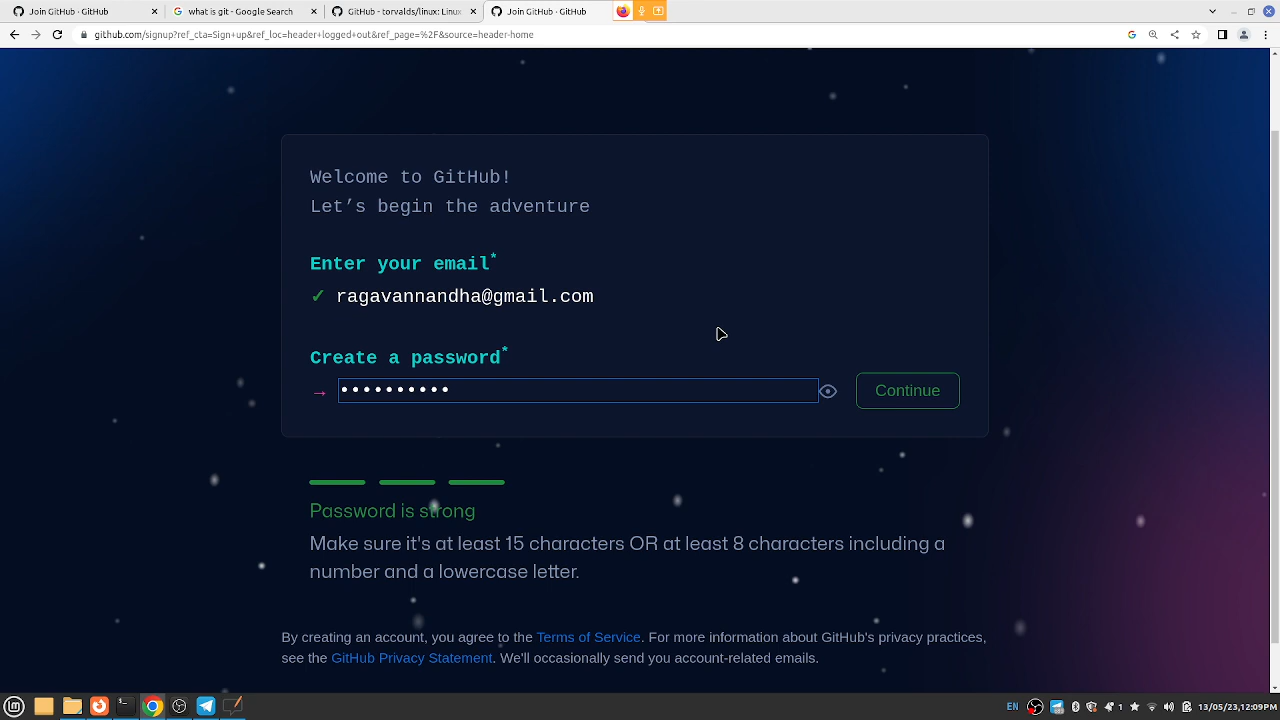 Join GitHub · GitHub
what is git - Google Search
GitHub - torvalds/linux: Linux
Join GitHub · GitHub
github.com/signup?ref_cta=Sign+up&ref_loc=header+logged+out&ref_page=%2F&source=header-home
Welcome to GitHub!
Let’s begin the adventure
Enter your email*
✓ ragavannandha@gmail.com
Create a password*
→ ••••••••••
Continue
Password is strong
Make sure it's at least 15 characters OR at least 8 characters including a
number and a lowercase letter.
By creating an account, you agree to the Terms of Service. For more information about GitHub's privacy practices,
see the GitHub Privacy Statement. We'll occasionally send you account-related emails.
EN
1
13/05/23,12:09PM